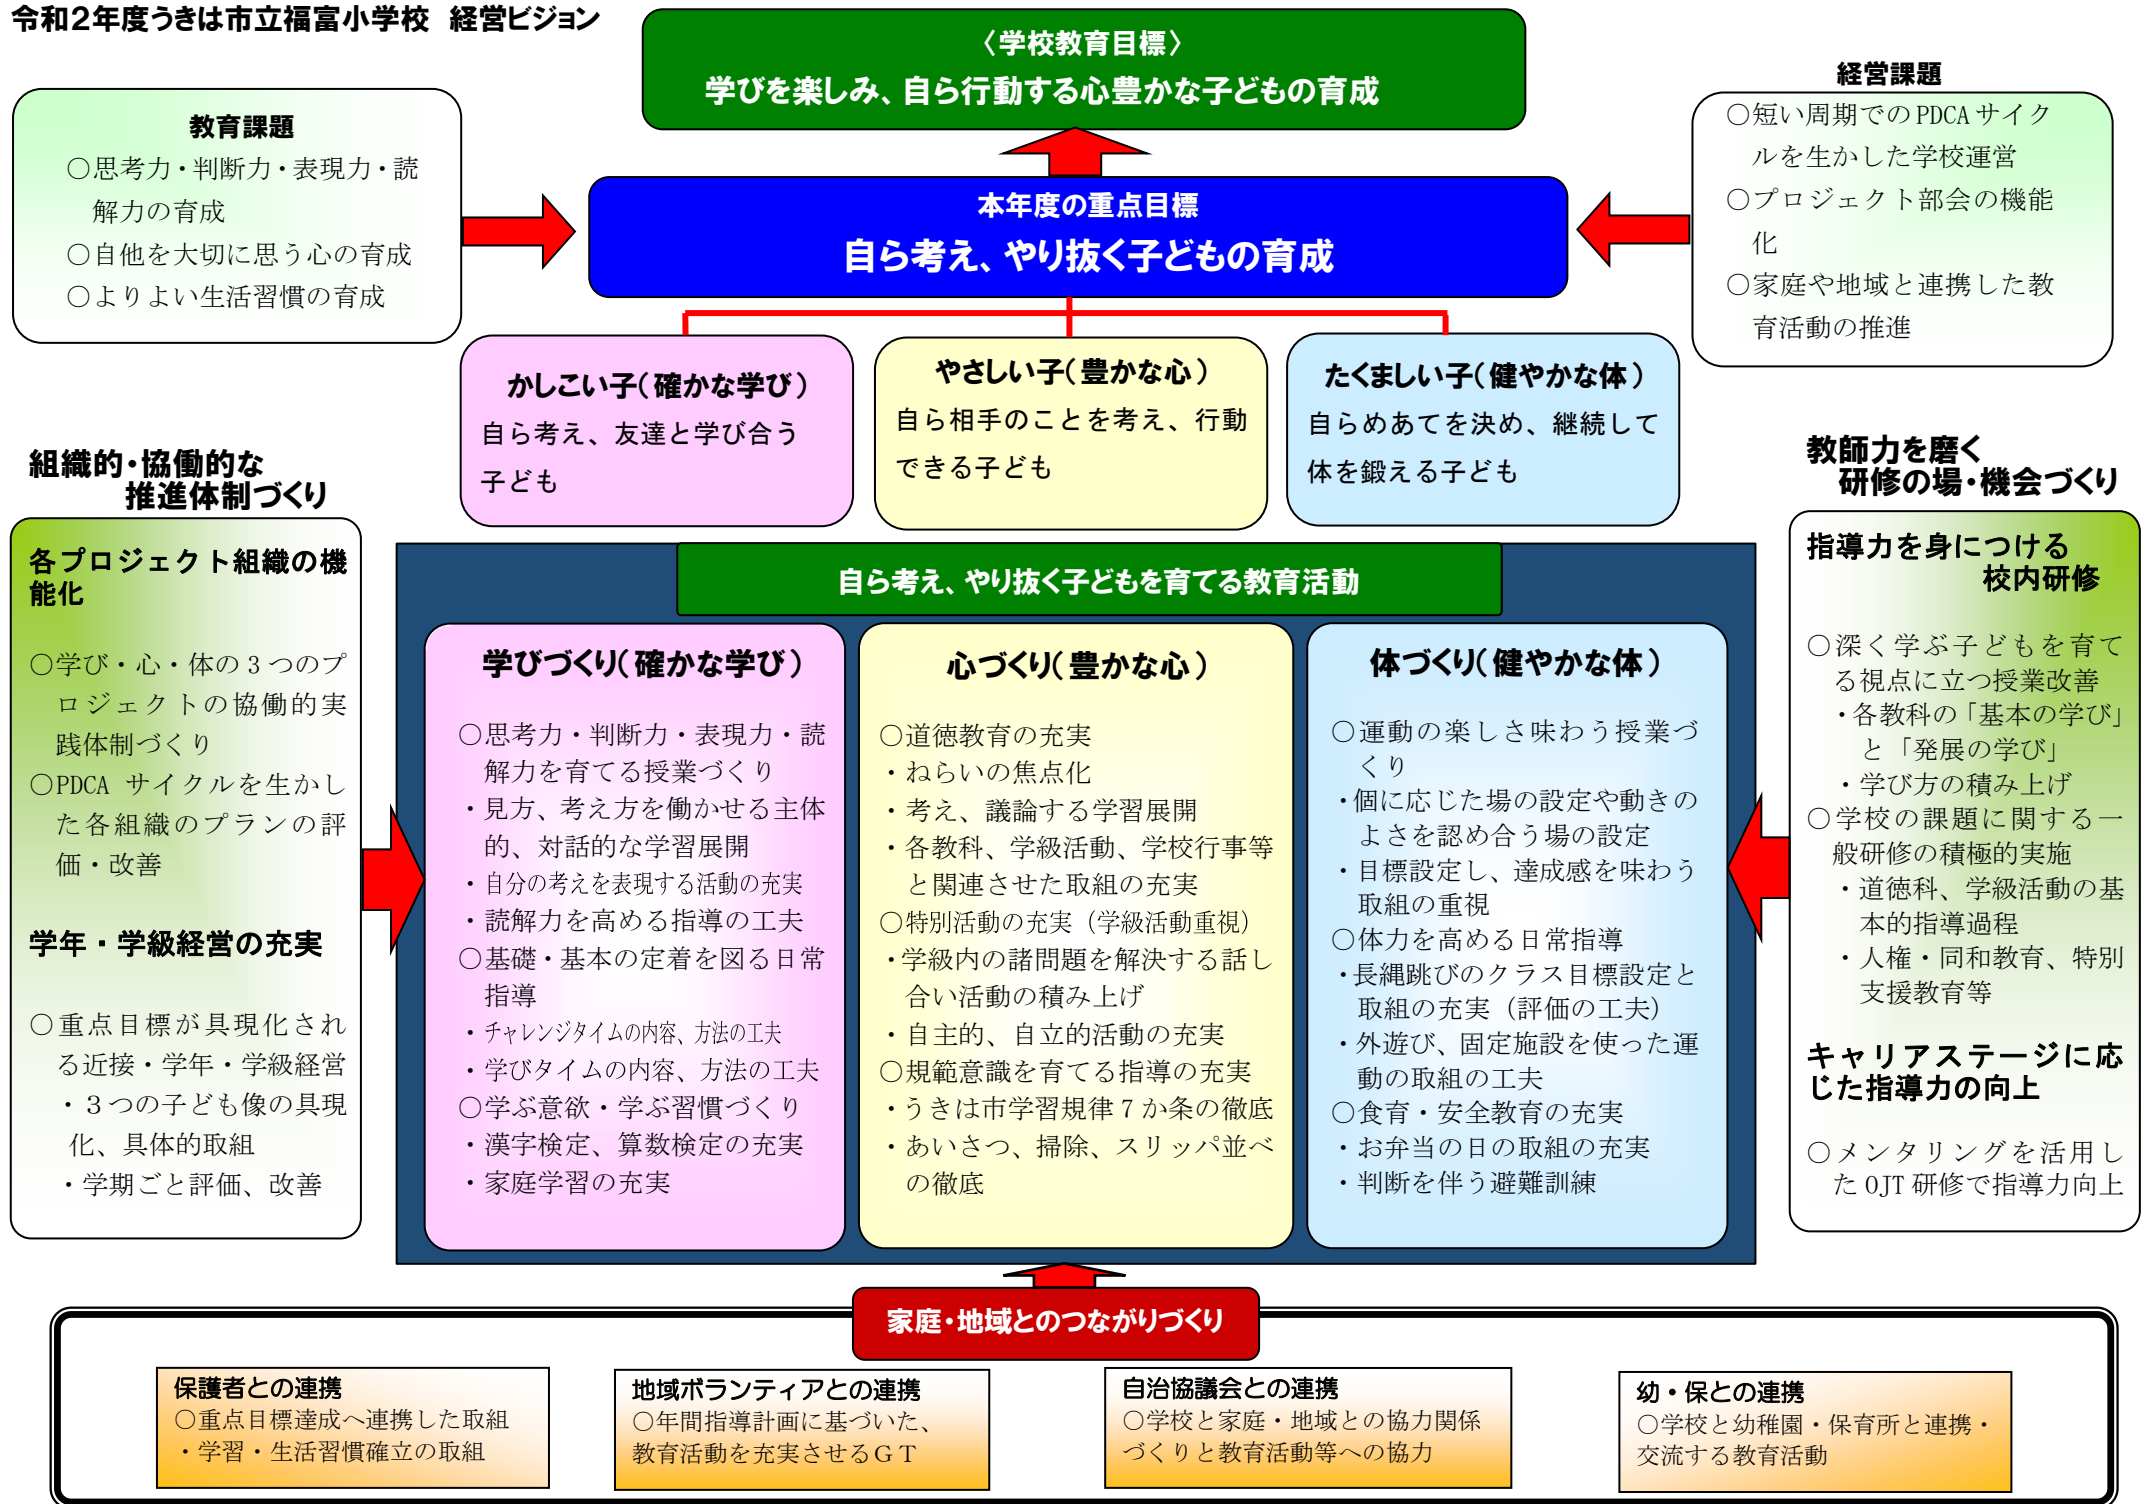 令和2年度うきは市立福富小学校 経営ビジョン
〈学校教育目標〉
学びを楽しみ、自ら行動する心豊かな子どもの育成
教育課題
○思考力・判断力・表現力・読
解力の育成
○自他を大切に思う心の育成
○よりよい生活習慣の育成
本年度の重点目標
自ら考え、やり抜く子どもの育成
経営課題
○短い周期でのPDCAサイク
ルを生かした学校運営
○プロジェクト部会の機能
化
○家庭や地域と連携した教
育活動の推進
かしこい子(確かな学び)
自ら考え、友達と学び合う
子ども
やさしい子(豊かな心)
自ら相手のことを考え、行動
できる子ども
たくましい子(健やかな体)
自らめあてを決め、継続して
体を鍛える子ども
組織的・協働的な
推進体制づくり
各プロジェクト組織の機
能化
○学び・心・体の3つのプ
ロジェクトの協働的実
践体制づくり
○PDCA サイクルを生かし
た各組織のプランの評
価・改善
学年・学級経営の充実
○重点目標が具現化され
る近接・学年・学級経営
・3つの子ども像の具現
化、具体的取組
・学期ごと評価、改善
自ら考え、やり抜く子どもを育てる教育活動
学びづくり(確かな学び)
○思考力・判断力・表現力・読
解力を育てる授業づくり
・見方、考え方を働かせる主体
的、対話的な学習展開
・自分の考えを表現する活動の充実
・読解力を高める指導の工夫
○基礎・基本の定着を図る日常
指導
・チャレンジタイムの内容、方法の工夫
・学びタイムの内容、方法の工夫
○学ぶ意欲・学ぶ習慣づくり
・漢字検定、算数検定の充実
・家庭学習の充実
心づくり(豊かな心)
○道徳教育の充実
・ねらいの焦点化
・考え、議論する学習展開
・各教科、学級活動、学校行事等
と関連させた取組の充実
○特別活動の充実(学級活動重視)
・学級内の諸問題を解決する話し
合い活動の積み上げ
・自主的、自立的活動の充実
○規範意識を育てる指導の充実
・うきは市学習規律7か条の徹底
・あいさつ、掃除、スリッパ並べ
の徹底
体づくり(健やかな体)
○運動の楽しさ味わう授業づ
くり
・個に応じた場の設定や動きの
よさを認め合う場の設定
・目標設定し、達成感を味わう
取組の重視
○体力を高める日常指導
・長縄跳びのクラス目標設定と
取組の充実(評価の工夫)
・外遊び、固定施設を使った運
動の取組の工夫
○食育・安全教育の充実
・お弁当の日の取組の充実
・判断を伴う避難訓練
教師力を磨く
研修の場・機会づくり
指導力を身につける
校内研修
○深く学ぶ子どもを育て
る視点に立つ授業改善
・各教科の「基本の学び」
と「発展の学び」
・学び方の積み上げ
○学校の課題に関する一
般研修の積極的実施
・道徳科、学級活動の基
本的指導過程
・人権・同和教育、特別
支援教育等
キャリアステージに応
じた指導力の向上
○メンタリングを活用し
たOJT研修で指導力向上
家庭・地域とのつながりづくり
保護者との連携
○重点目標達成へ連携した取組
・学習・生活習慣確立の取組
地域ボランティアとの連携
○年間指導計画に基づいた、
教育活動を充実させるGT
自治協議会との連携
○学校と家庭・地域との協力関係
づくりと教育活動等への協力
幼・保との連携
○学校と幼稚園・保育所と連携・
交流する教育活動